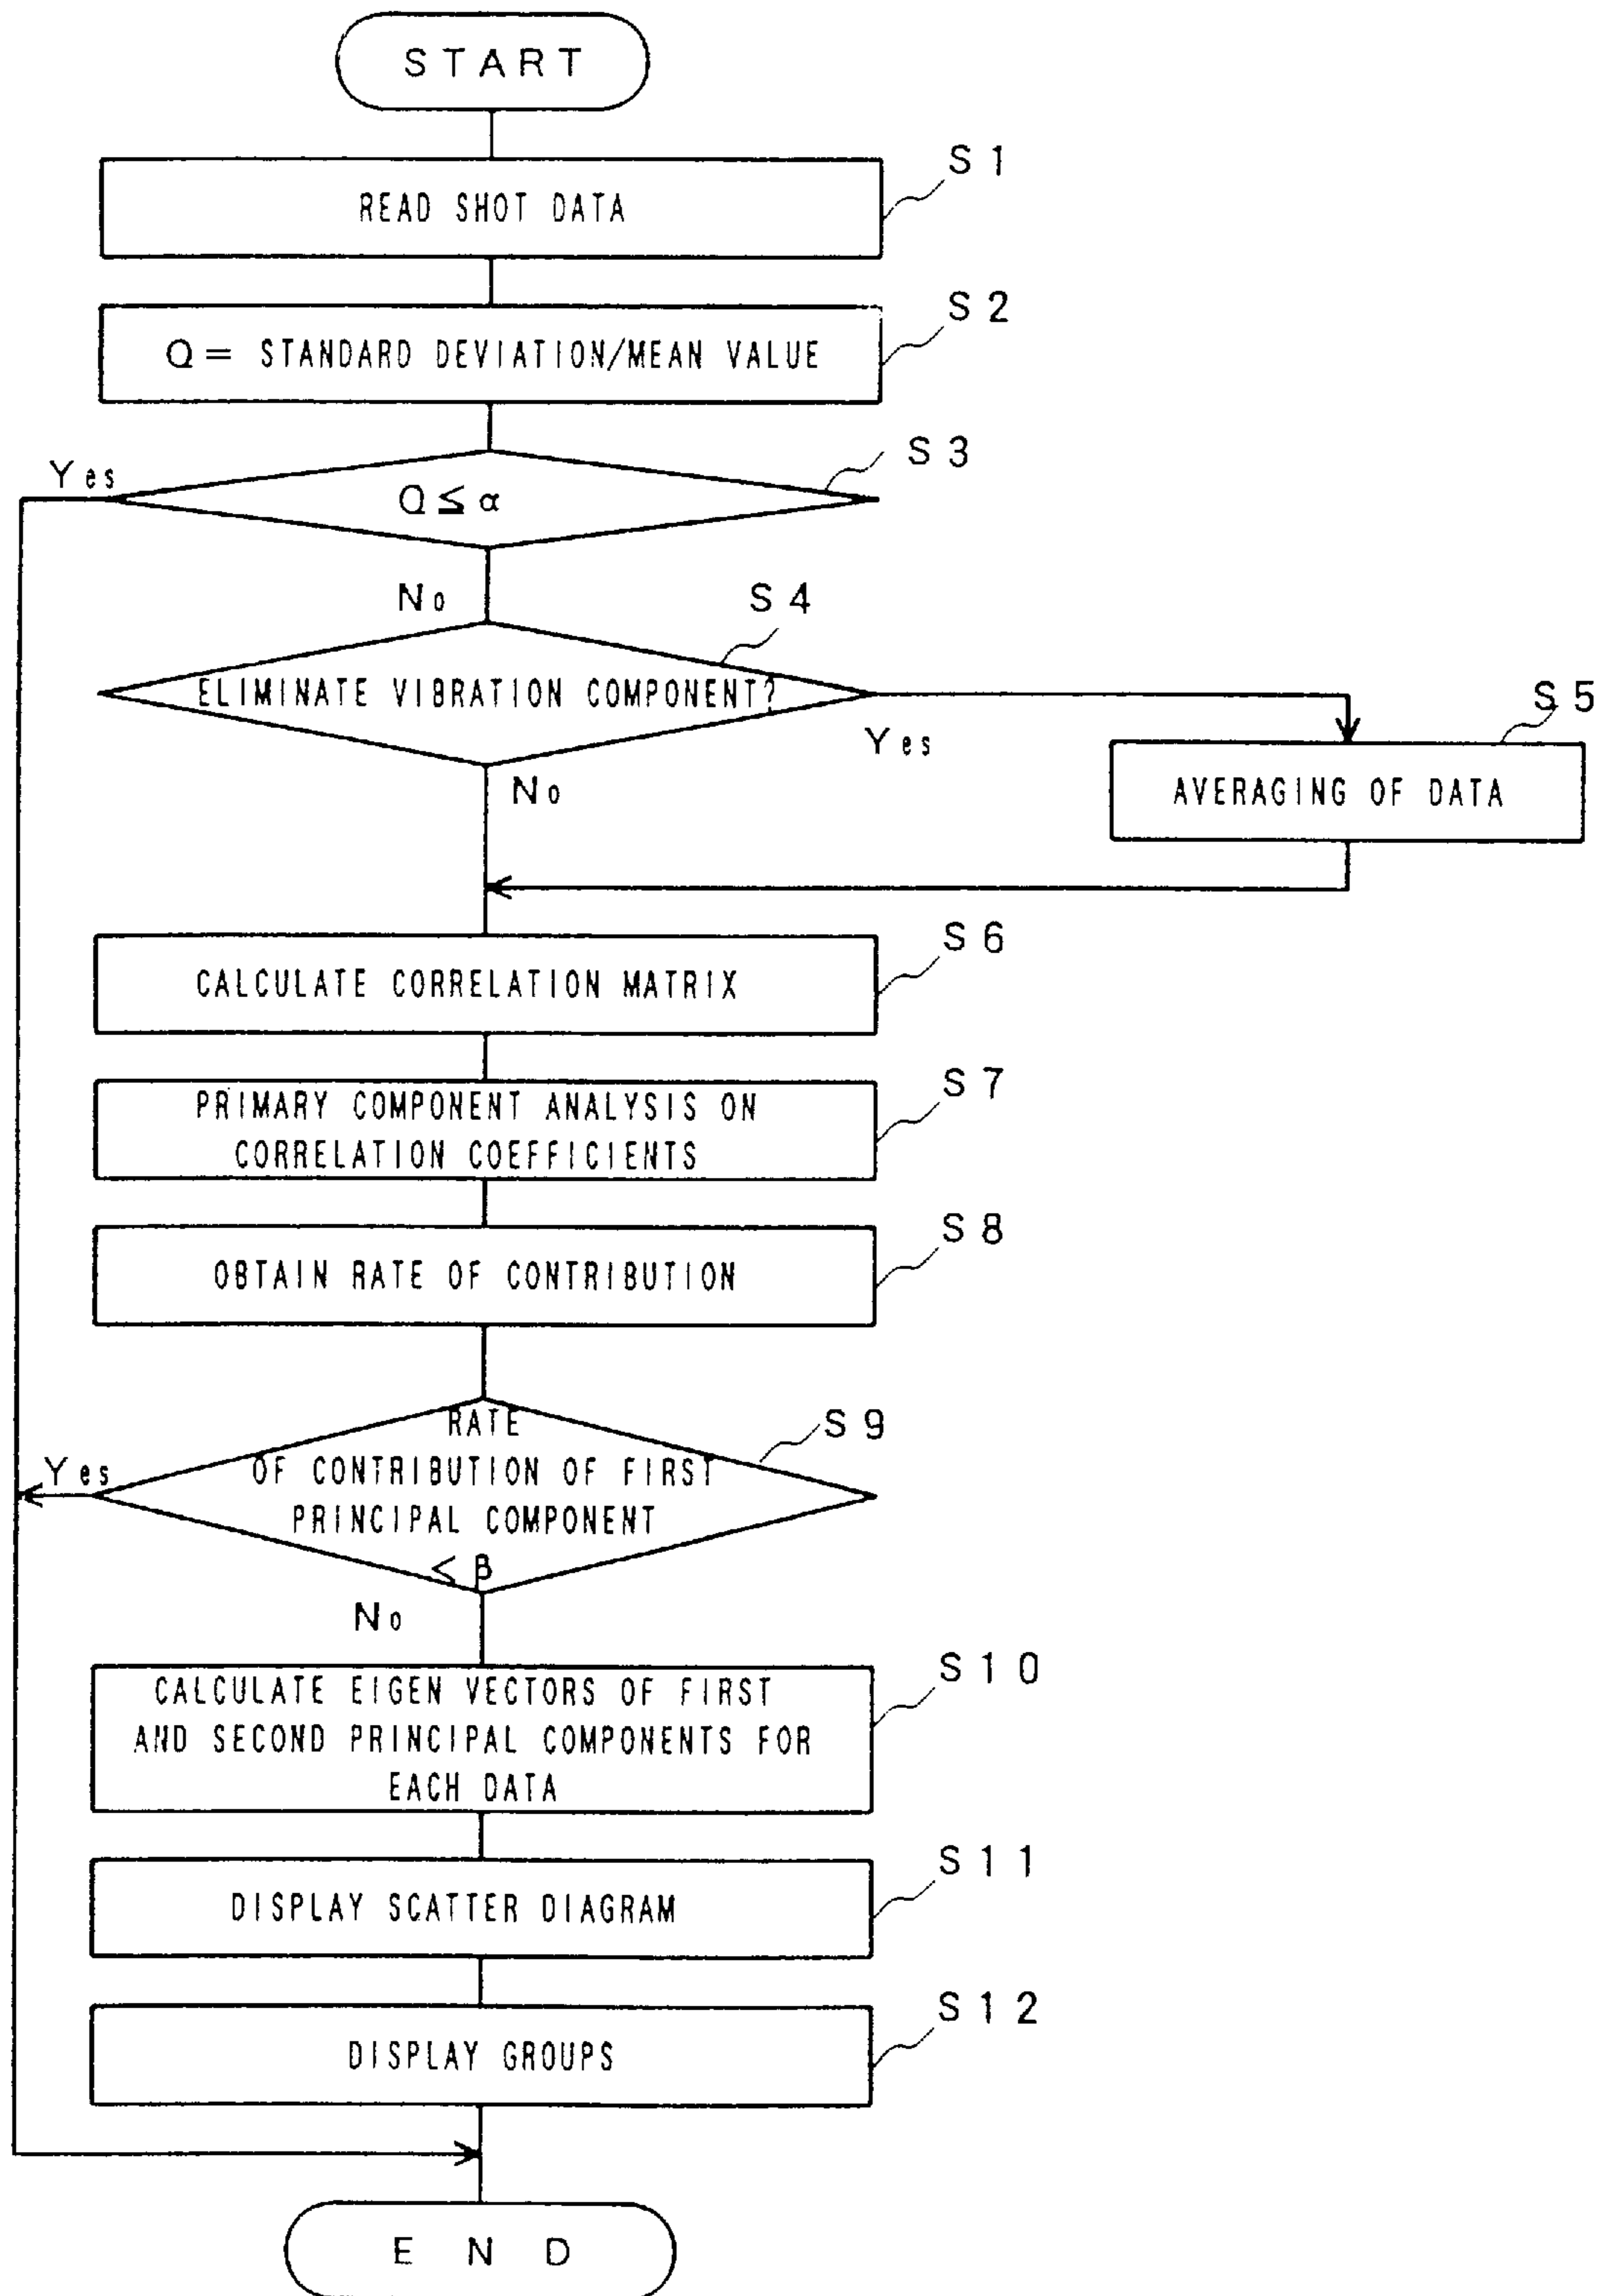 START
S1
READ SHOT DATA
S2
Q = STANDARD DEVIATION/MEAN VALUE
S3
Yes
Q ≦ α
No
S4
ELIMINATE VIBRATION COMPONENT?
Yes
S5
No
AVERAGING OF DATA
S6
CALCULATE CORRELATION MATRIX
S7
PRIMARY COMPONENT ANALYSIS ON
CORRELATION COEFFICIENTS
S8
OBTAIN RATE OF CONTRIBUTION
S9
RATE
Yes
OF CONTRIBUTION OF FIRST
PRINCIPAL COMPONENT
< β
No
S10
CALCULATE EIGEN VECTORS OF FIRST
AND SECOND PRINCIPAL COMPONENTS FOR
EACH DATA
S11
DISPLAY SCATTER DIAGRAM
S12
DISPLAY GROUPS
END